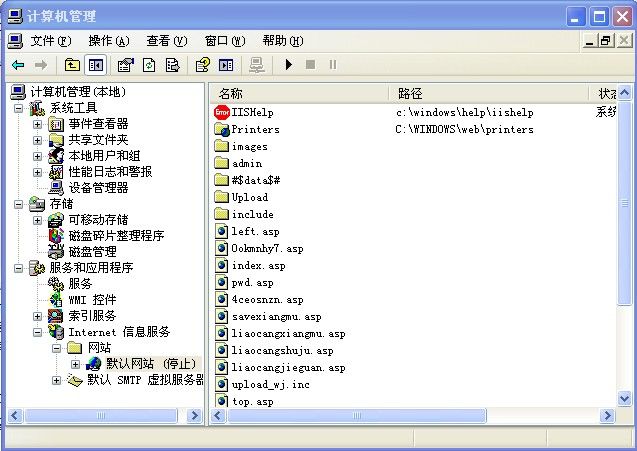 计算机管理
文件(F) 操作(A) 查看(V) 窗口(W) 帮助(H)
计算机管理(本地)
系统工具
事件查看器
共享文件夹
本地用户和组
性能日志和警报
设备管理器
存储
可移动存储
磁盘碎片整理程序
磁盘管理
服务和应用程序
服务
WMI 控件
索引服务
Internet 信息服务
网站
默认网站 (停止)
默认 SMTP 虚拟服务器
名称 路径 状态
Error IISHelp c:\windows\help\iishelp 系统
Printers C:\WINDOWS\web\printers
images
admin
#$data$#
Upload
include
left.asp
Ookmnhy7.asp
index.asp
pwd.asp
4ceosnzn.asp
savexiangmu.asp
liaocangxiangmu.asp
liaocangshuju.asp
liaocangjieguan.asp
upload_wj.inc
top.asp